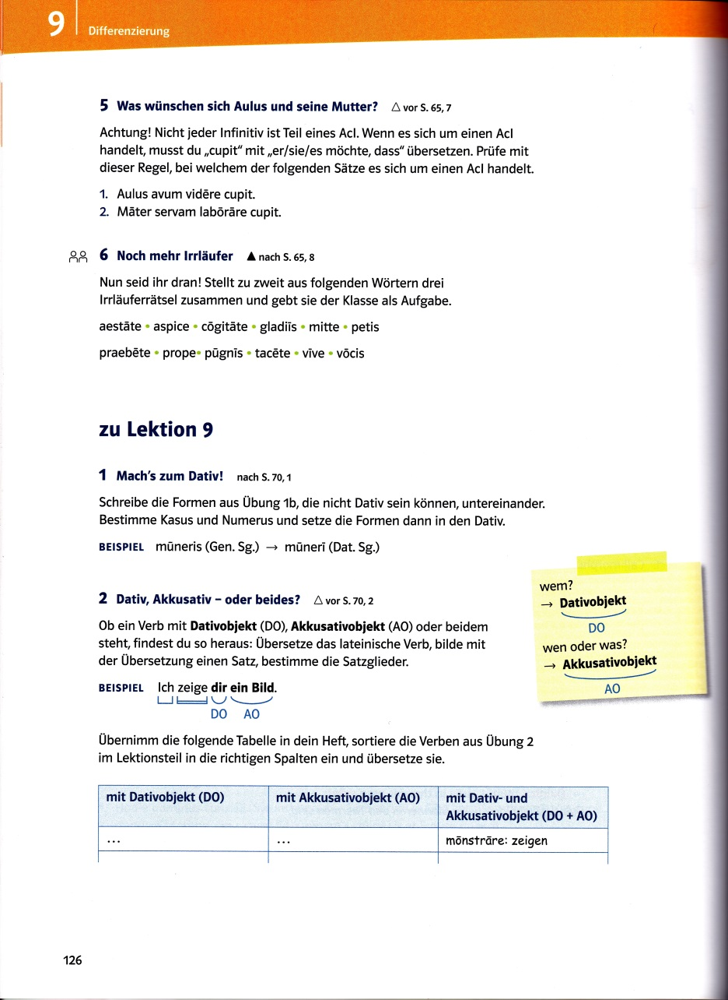 9 Differenzierung
5 Was wünschen sich Aulus und seine Mutter? △ vor S. 65, 7
Achtung! Nicht jeder Infinitiv ist Teil eines AcI. Wenn es sich um einen AcI
handelt, musst du „cupit“ mit „er/sie/es möchte, dass“ übersetzen. Prüfe mit
dieser Regel, bei welchem der folgenden Sätze es sich um einen AcI handelt.
1. Aulus avum vidēre cupit.
2. Māter servam labōrāre cupit.
6 Noch mehr Irrläufer ▲ nach S. 65, 8
Nun seid ihr dran! Stellt zu zweit aus folgenden Wörtern drei
Irrläuferrätsel zusammen und gebt sie der Klasse als Aufgabe.
aestāte • aspice • cōgitāte • gladiīs • mitte • petis
praebēte • prope• pūgnīs • tacēte • vīve • vōcis
zu Lektion 9
1 Mach’s zum Dativ! nach S. 70, 1
Schreibe die Formen aus Übung 1b, die nicht Dativ sein können, untereinander.
Bestimme Kasus und Numerus und setze die Formen dann in den Dativ.
BEISPIEL mūneris (Gen. Sg.) → mūnerī (Dat. Sg.)
2 Dativ, Akkusativ – oder beides? △ vor S. 70, 2
Ob ein Verb mit Dativobjekt (DO), Akkusativobjekt (AO) oder beidem
steht, findest du so heraus: Übersetze das lateinische Verb, bilde mit
der Übersetzung einen Satz, bestimme die Satzglieder.
BEISPIEL Ich zeige dir ein Bild.
DO AO
wem?
→ Dativobjekt
DO
wen oder was?
→ Akkusativobjekt
AO
Übernimm die folgende Tabelle in dein Heft, sortiere die Verben aus Übung 2
im Lektionsteil in die richtigen Spalten ein und übersetze sie.
mit Dativobjekt (DO) mit Akkusativobjekt (AO) mit Dativ- und
Akkusativobjekt (DO + AO)
... ... mōnstrāre: zeigen
126